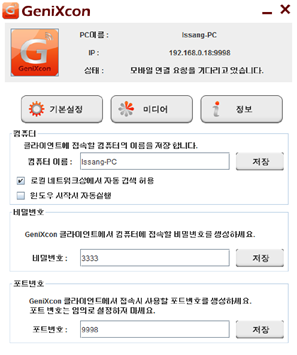 GeniXcon
PC이름 : Issang-PC
GeniXcon
IP : 192.168.0.18:9998
상태 : 모바일 연결 요청을 기다리고 있습니다.
기본설정 미디어 정보
컴퓨터
클라이언트에 접속할 컴퓨터의 이름을 저장 합니다.
컴퓨터 이름 : Issang-PC 저장
로컬 네트워크상에서 자동 검색 허용
윈도우 시작시 자동실행
비밀번호
GeniXcon 클라이언트에서 컴퓨터에 접속할 비밀번호를 생성하세요.
비밀번호 : 3333 저장
포트번호
GeniXcon 클라이언트에서 접속시 사용할 포트번호를 생성하세요.
포트 번호는 임의로 설정하지 마세요.
포트번호 : 9998 저장